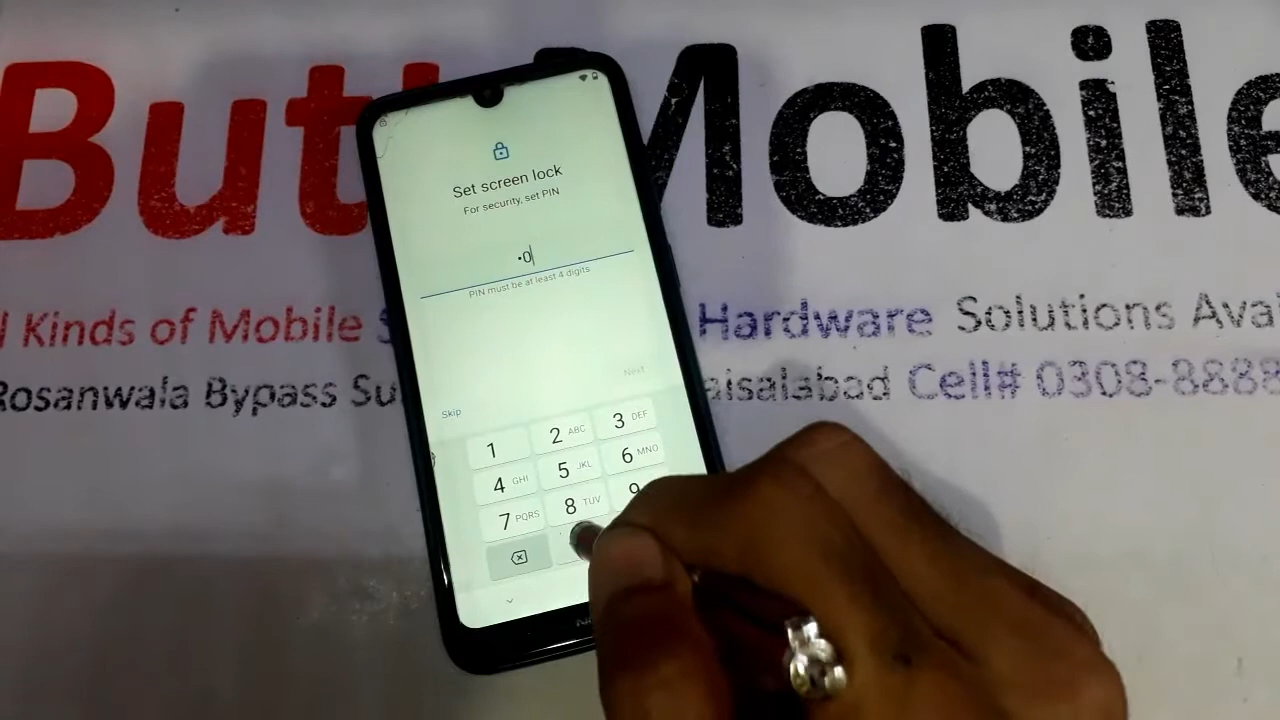 Butt Mobile
Kinds of Mobile
Hardware Solutions Ava
Rosanwala Bypass Su
aisalabad Cell# 0308-8888
Set screen lock
For security, set PIN
•0
PIN must be at least 4 digits
Next
Skip
1
2 ABC
3 DEF
4 GHI
5 JKL
6 MNO
7 PQRS
8 TUV
9